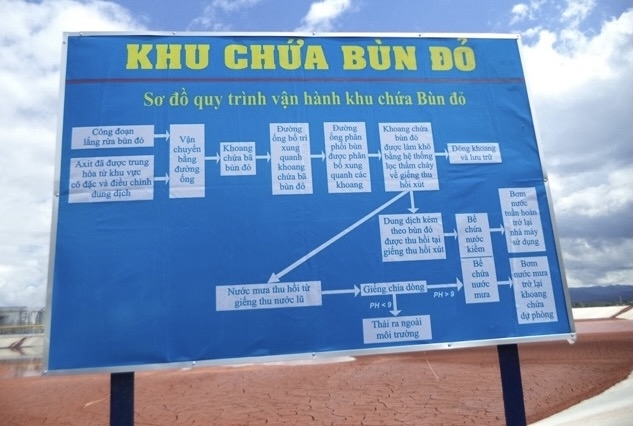 KHU CHỨA BÙN ĐỎ
Sơ đồ quy trình vận hành khu chứa Bùn đỏ
Công đoạn
lắng rửa bùn đỏ
Axit đã được trung
hòa từ khu vực
cô đặc và điều chỉnh
dung dịch
Vận
chuyển
bằng
đường
ống
Khoang
chứa bã
bùn đỏ
Đường
ống bố trí
xung
quanh
khoang
chứa bã
bùn đỏ
Đường
ống phân
phối bùn
được
phân bố
xung
quanh các
khoang
Khoang chứa
bùn đỏ
được làm khô
bằng hệ thống
lọc thấm chảy
về giếng thu
hồi xút
Đóng khoang
và lưu trữ
Dung dịch kèm
theo bùn đỏ
được thu hồi tại
giếng thu hồi xút
Bể
chứa
nước
kiềm
Bơm
nước
tuần hoàn
trở lại
nhà máy
sử dụng
Nước mưa thu hồi từ
giếng thu nước lũ
Giếng chia dòng
PH < 9
PH > 9
Thải ra ngoài
môi trường
Bể
chứa
nước
mưa
Bơm
nước mưa
trở lại
khoang
chứa
dự phòng